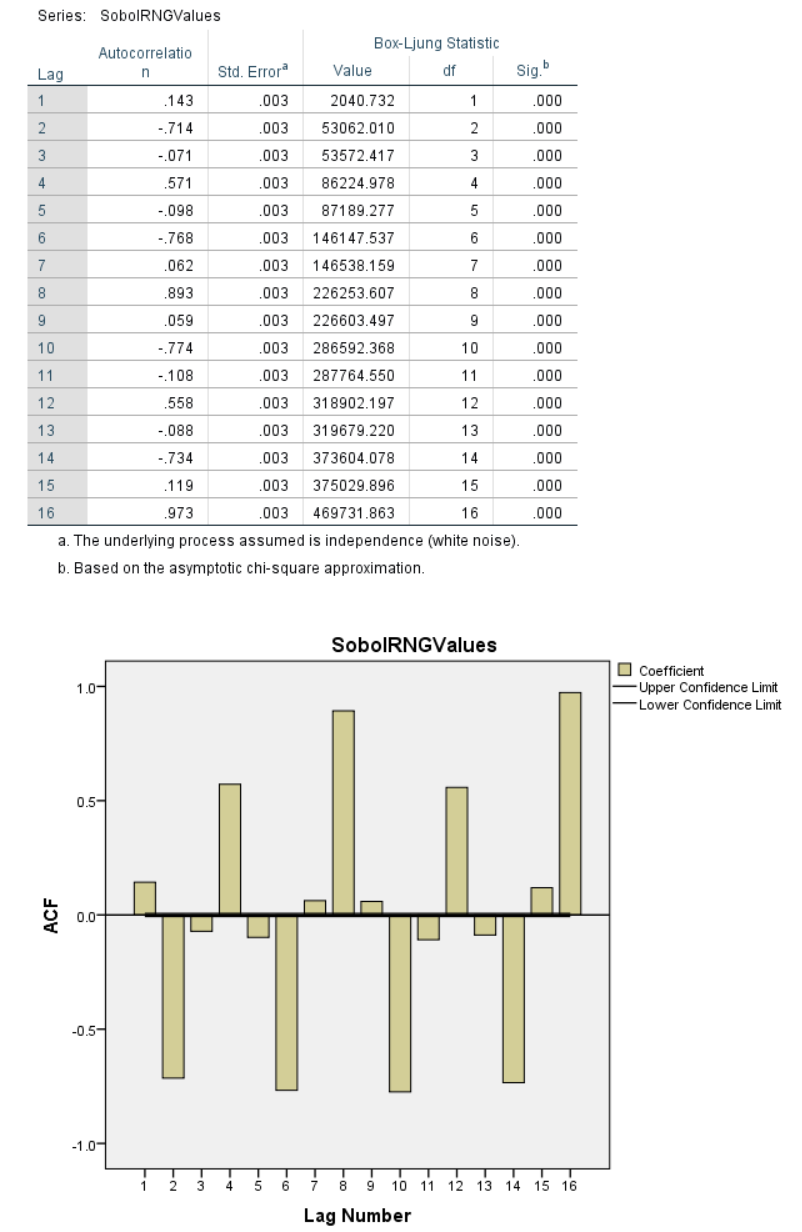 Series: SobolRNGValues
Box-Ljung Statistic
Lag Autocorrelatio
n Std. Errorᵃ Value df Sig.ᵇ
1 .143 .003 2040.732 1 .000
2 -.714 .003 53062.010 2 .000
3 -.071 .003 53572.417 3 .000
4 .571 .003 86224.978 4 .000
5 -.098 .003 87189.277 5 .000
6 -.768 .003 146147.537 6 .000
7 .062 .003 146538.159 7 .000
8 .893 .003 226253.607 8 .000
9 .059 .003 226603.497 9 .000
10 -.774 .003 286592.368 10 .000
11 -.108 .003 287764.550 11 .000
12 .558 .003 318902.197 12 .000
13 -.088 .003 319679.220 13 .000
14 -.734 .003 373604.078 14 .000
15 .119 .003 375029.896 15 .000
16 .973 .003 469731.863 16 .000
a. The underlying process assumed is independence (white noise).
b. Based on the asymptotic chi-square approximation.
SobolRNGValues
Coefficient
Upper Confidence Limit
Lower Confidence Limit
1.0
0.5
0.0
-0.5
-1.0
ACF
1 2 3 4 5 6 7 8 9 10 11 12 13 14 15 16
Lag Number